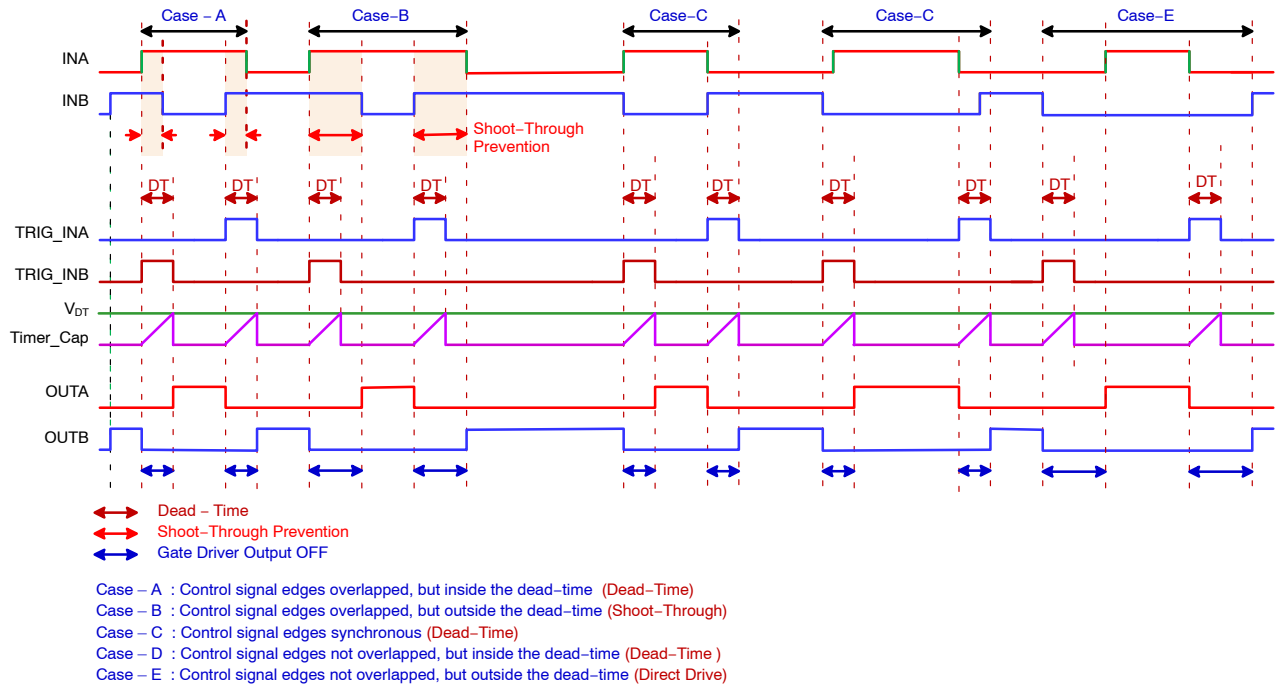 Case – A
Case–B
Case–C
Case–C
Case–E
INA
INB
Shoot–Through
Prevention
DT
DT
DT
DT
DT
DT
DT
DT
DT
DT
TRIG_INA
TRIG_INB
VDT
Timer_Cap
OUTA
OUTB
Dead – Time
Shoot–Through Prevention
Gate Driver Output OFF
Case – A : Control signal edges overlapped, but inside the dead–time (Dead–Time)
Case – B : Control signal edges overlapped, but outside the dead–time (Shoot–Through)
Case – C : Control signal edges synchronous (Dead–Time)
Case – D : Control signal edges not overlapped, but inside the dead–time (Dead–Time )
Case – E : Control signal edges not overlapped, but outside the dead–time (Direct Drive)